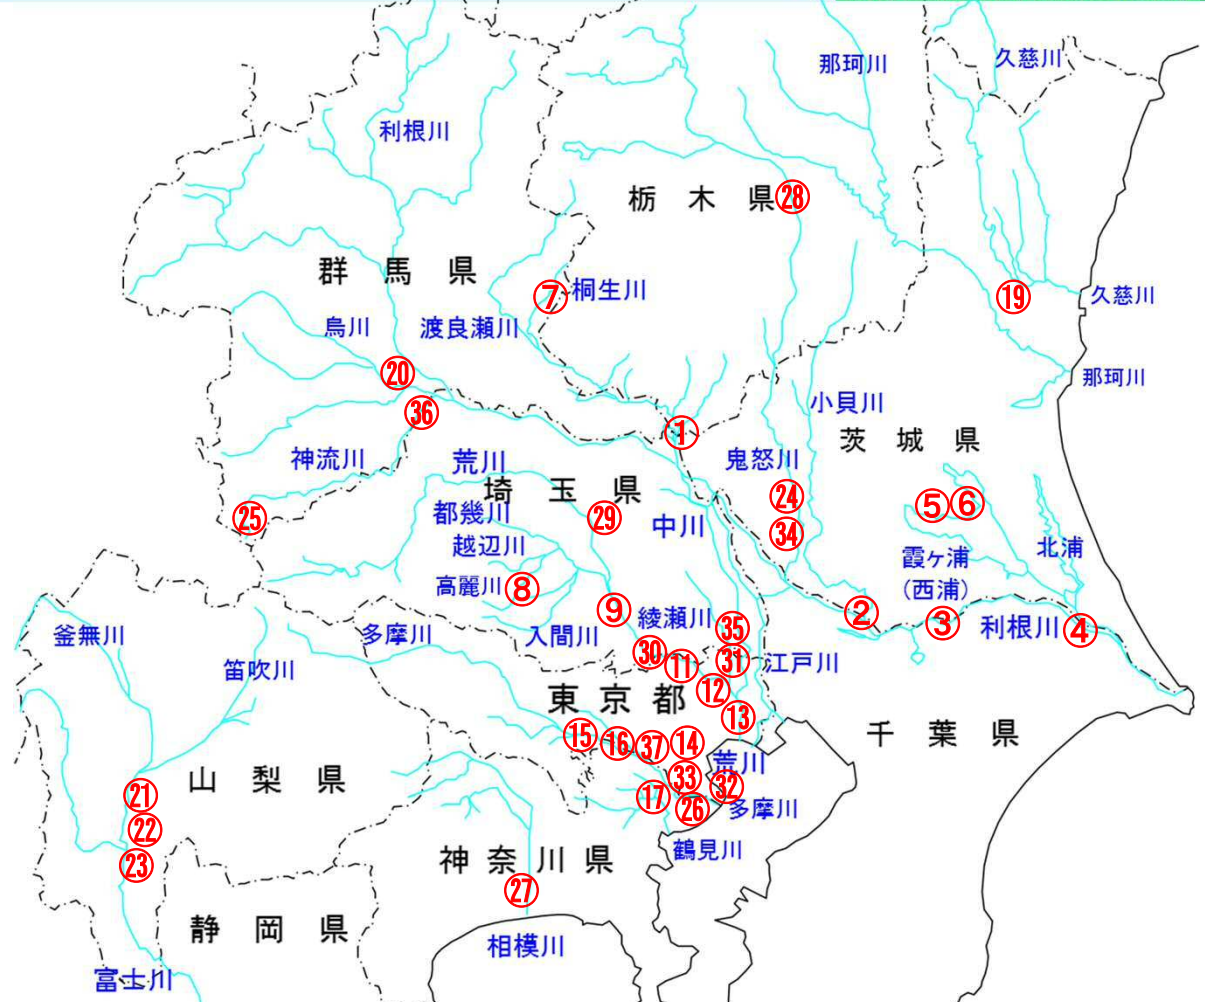 那珂川
久慈川
利根川
栃木県㉘
群馬県
⑦桐生川
⑲
久慈川
烏川
渡良瀬川
⑳
那珂川
小貝川
㊱
①
茨城県
神流川
荒川
鬼怒川
埼玉県
㉔
⑤⑥
都幾川
㉙
中川
㉕
㉞
越辺川
霞ヶ浦
(西浦)
北浦
高麗川⑧
⑨
綾瀬川
②
③
利根川④
釜無川
多摩川
入間川
㉟
㉚
⑪
㉛
江戸川
笛吹川
東京都
⑫
⑬
千葉県
⑮
⑯
㊲
⑭
荒川
山梨県
㉝
㉜
㉑
⑰
㉖
多摩川
㉒
㉓
鶴見川
神奈川県
㉗
静岡県
相模川
富士川